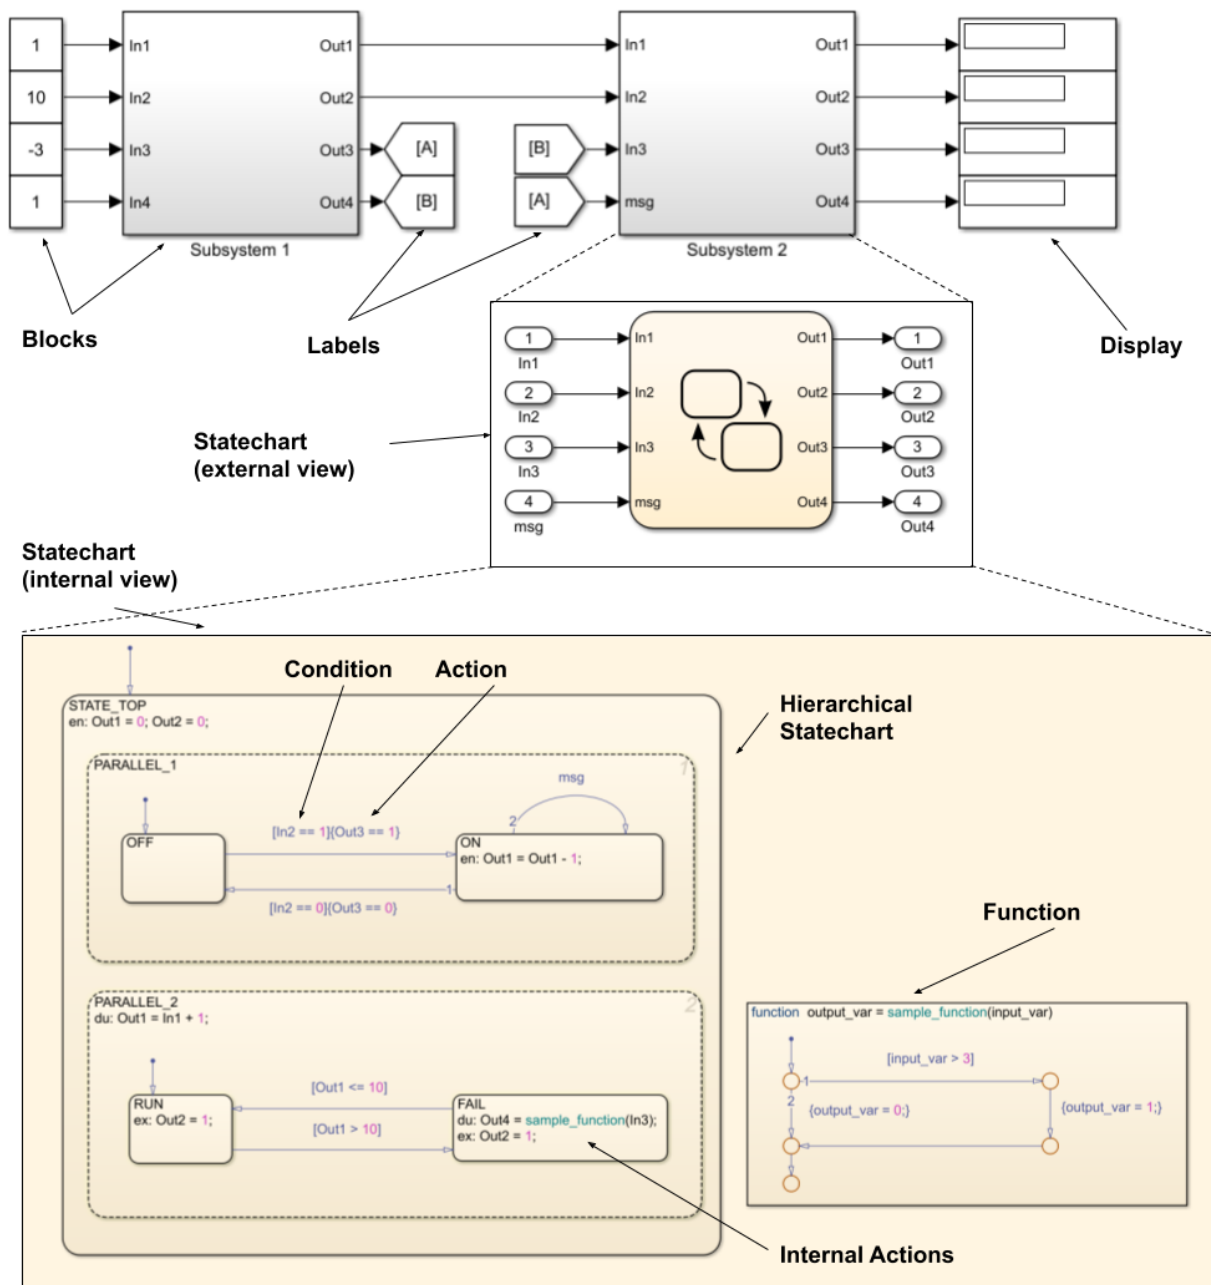 1
In1
Out1
In1
Out1
10
In2
Out2
In2
Out2
-3
In3
Out3
[A]
[B]
In3
Out3
1
In4
Out4
[B]
[A]
msg
Out4
Subsystem 1
Subsystem 2
Blocks
Labels
Display
1
In1
In1
Out1
1
Out1
2
In2
In2
Out2
2
Out2
3
In3
In3
Out3
3
Out3
4
msg
msg
Out4
4
Out4
Statechart
(external view)
Statechart
(internal view)
Condition
Action
Hierarchical
Statechart
STATE_TOP
en: Out1 = 0; Out2 = 0;
PARALLEL_1
1
msg
2
[In2 == 1]{Out3 == 1}
OFF
ON
en: Out1 = Out1 - 1;
1
[In2 == 0]{Out3 == 0}
PARALLEL_2
du: Out1 = In1 + 1;
2
[Out1 <= 10]
RUN
ex: Out2 = 1;
[Out1 > 10]
FAIL
du: Out4 = sample_function(In3);
ex: Out2 = 1;
Internal Actions
Function
function output_var = sample_function(input_var)
[input_var > 3]
1
2
{output_var = 0;}
{output_var = 1;}